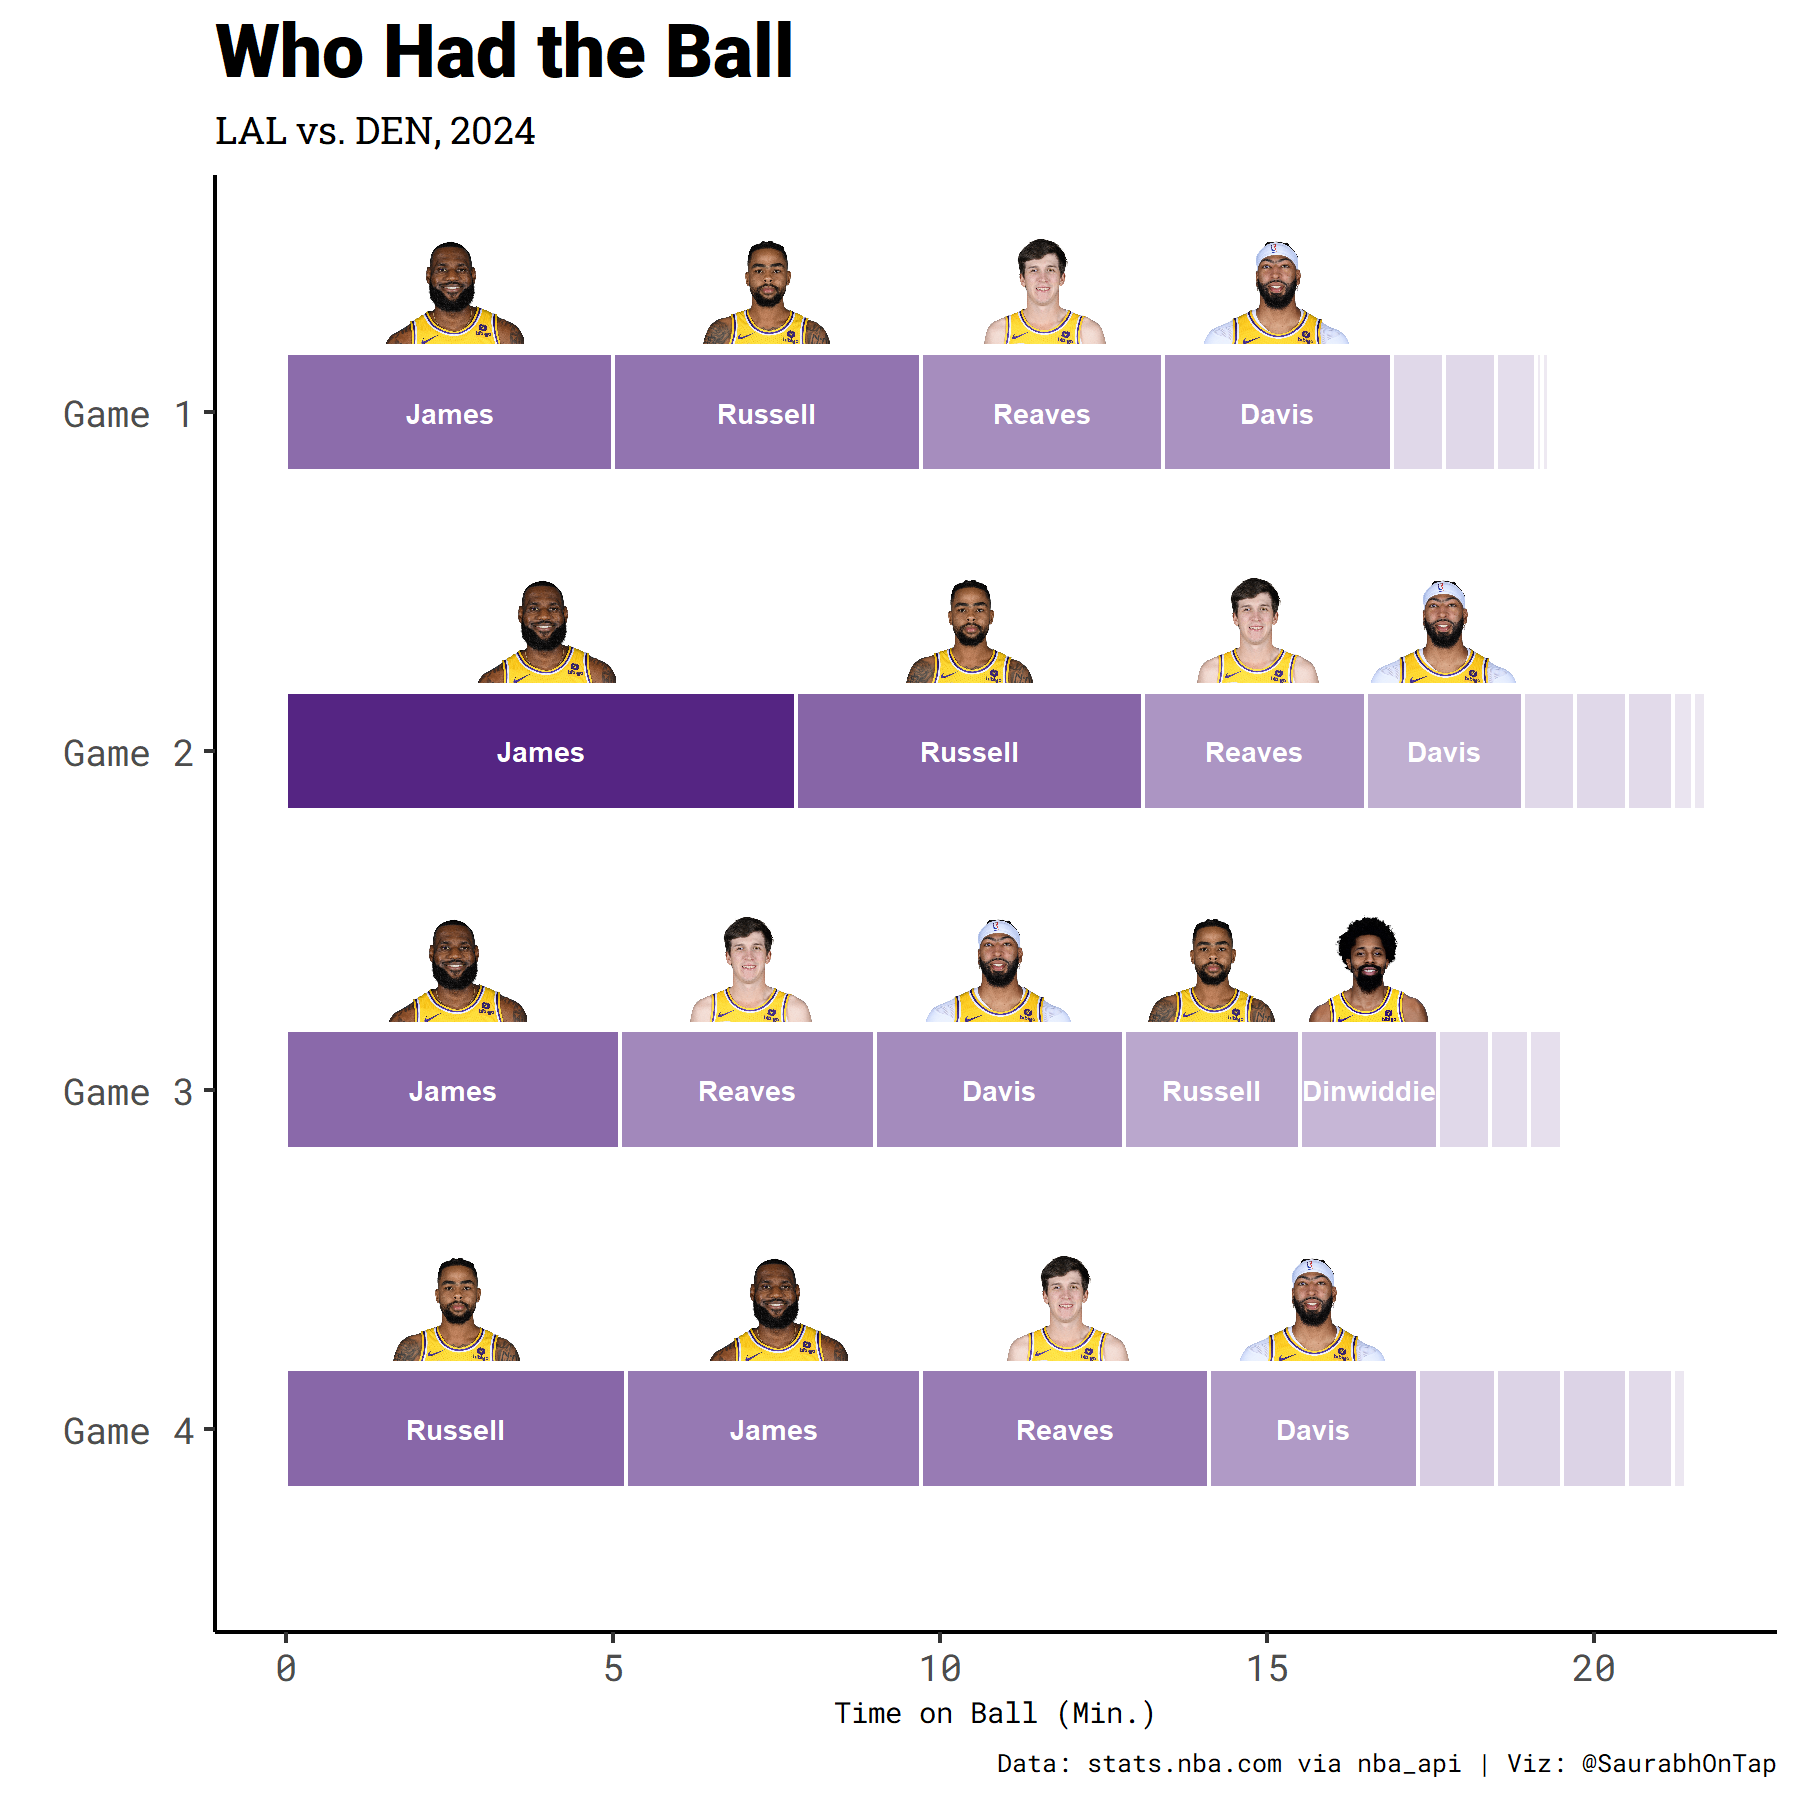 Who Had the Ball
LAL vs. DEN, 2024
Game 1
James Russell Reaves Davis
Game 2
James Russell Reaves Davis
Game 3
James Reaves Davis Russell Dinwiddie
Game 4
Russell James Reaves Davis
0 5 10 15 20
Time on Ball (Min.)
Data: stats.nba.com via nba_api | Viz: @SaurabhOnTap